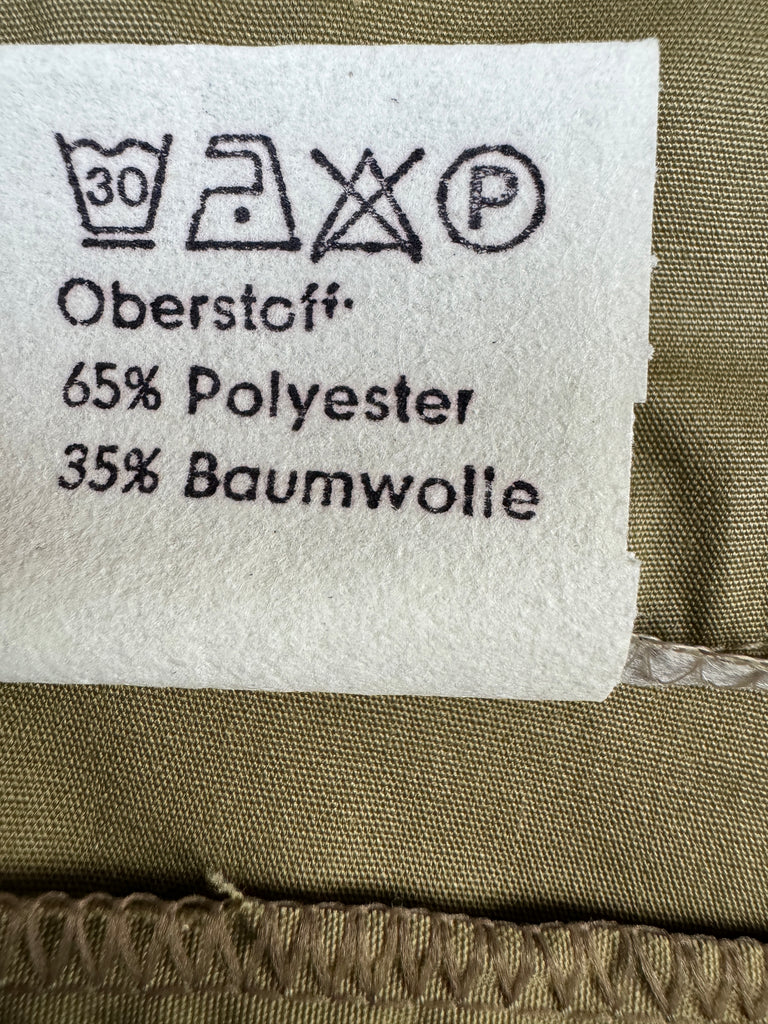 30 P
Oberstoff:
65% Polyester
35% Baumwolle